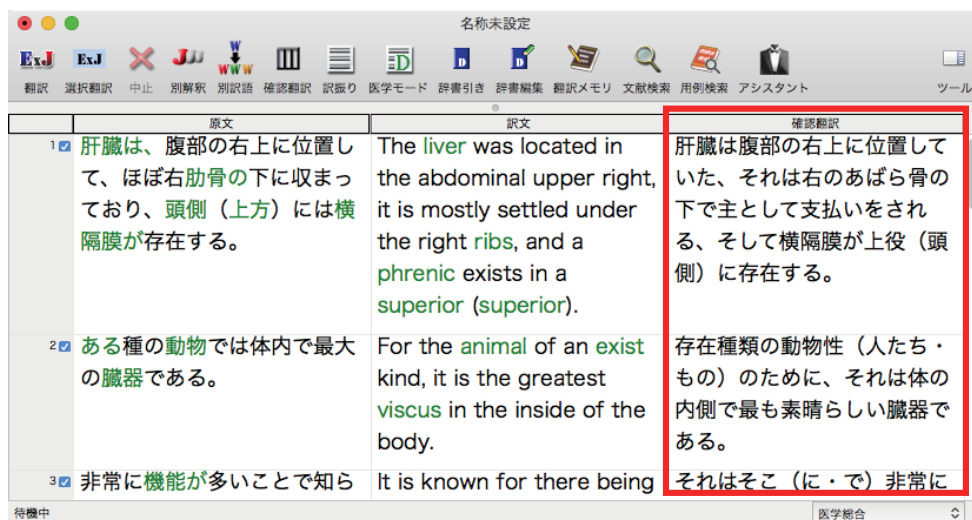 名称未設定
ExJ ExJ J W WWW D D
翻訳 選択翻訳 中止 別解釈 別訳語 確認翻訳 訳振り 医学モード 辞書引き 辞書編集 翻訳メモリ 文献検索 用例検索 アシスタント ツール
原文 訳文 確認翻訳
1 肝臓は、腹部の右上に位置し
て、ほぼ右肋骨の下に収まっ
ており、頭側（上方）には横
隔膜が存在する。
The liver was located in
the abdominal upper right,
it is mostly settled under
the right ribs, and a
phrenic exists in a
superior (superior).
肝臓は腹部の右上に位置して
いた、それは右のあばら骨の
下で主として支払いをされ
る、そして横隔膜が上役（頭
側）に存在する。
2 ある種の動物では体内で最大
の臓器である。
For the animal of an exist
kind, it is the greatest
viscus in the inside of the
body.
存在種類の動物性（人たち・
もの）のために、それは体の
内側で最も素晴らしい臓器で
ある。
3 非常に機能が多いことで知ら
It is known for there being
それはそこ（に・で）非常に
待機中 医学総合